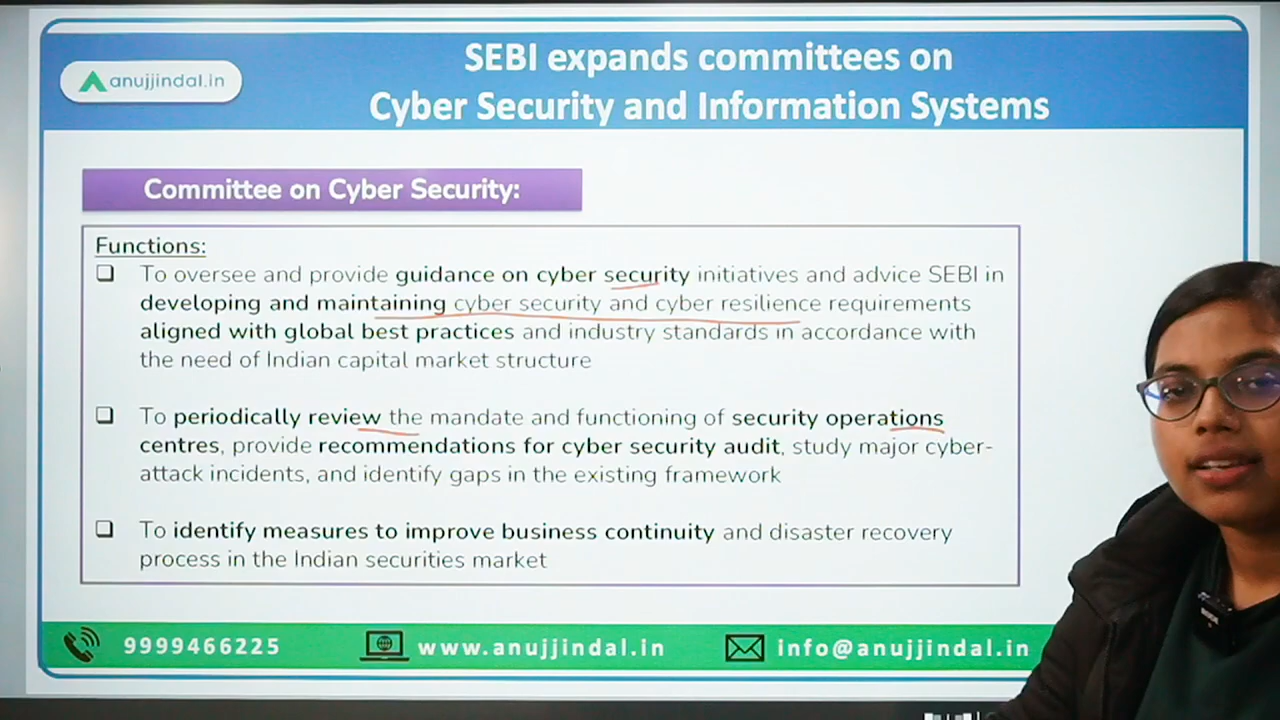 SEBI expands committees on
Cyber Security and Information Systems
anujjindal.in
Committee on Cyber Security:
Functions:
❑ To oversee and provide guidance on cyber security initiatives and advice SEBI in
developing and maintaining cyber security and cyber resilience requirements
aligned with global best practices and industry standards in accordance with
the need of Indian capital market structure
❑ To periodically review the mandate and functioning of security operations
centres, provide recommendations for cyber security audit, study major cyber-
attack incidents, and identify gaps in the existing framework
❑ To identify measures to improve business continuity and disaster recovery
process in the Indian securities market
9999466225 www.anujjindal.in info@anujjindal.in